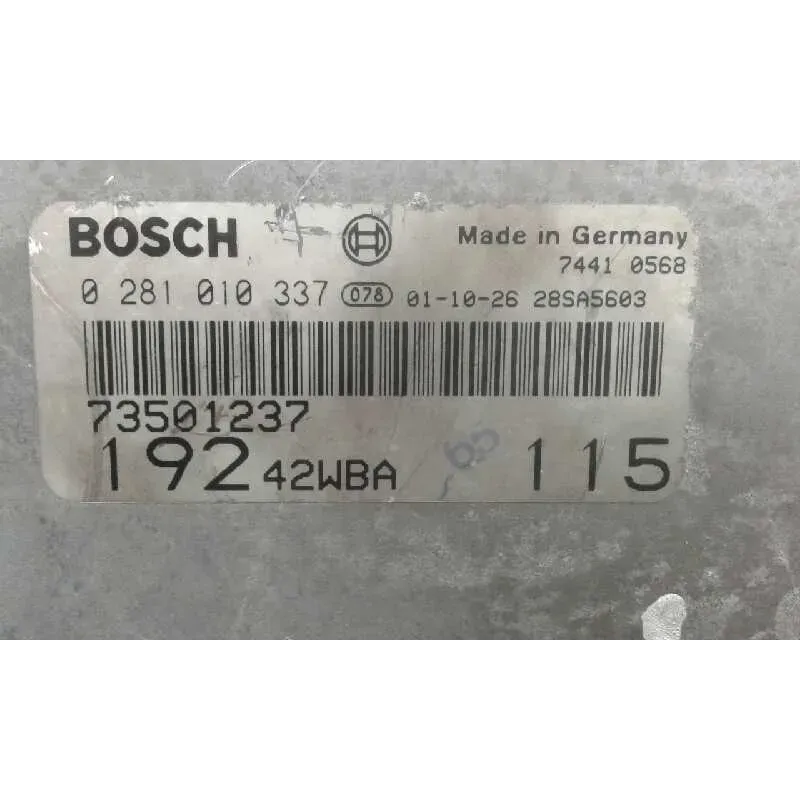 BOSCH Made in Germany
7441 0568
0 281 010 337 078 01-10-26 28SA5603
73501237
192 42WBA 115